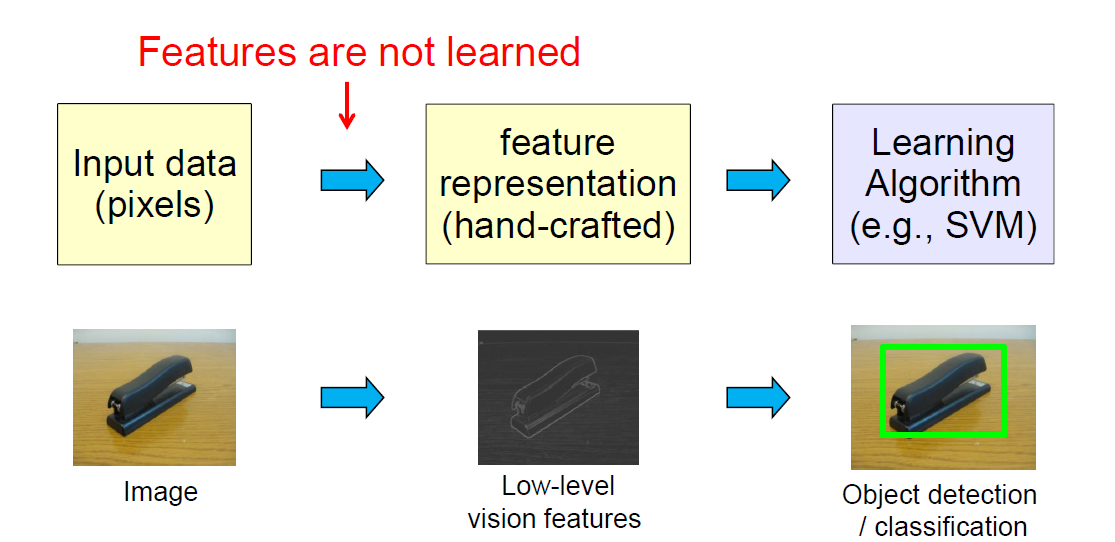 Features are not learned
Input data
(pixels)
feature
representation
(hand-crafted)
Learning
Algorithm
(e.g., SVM)
Image
Low-level
vision features
Object detection
/ classification